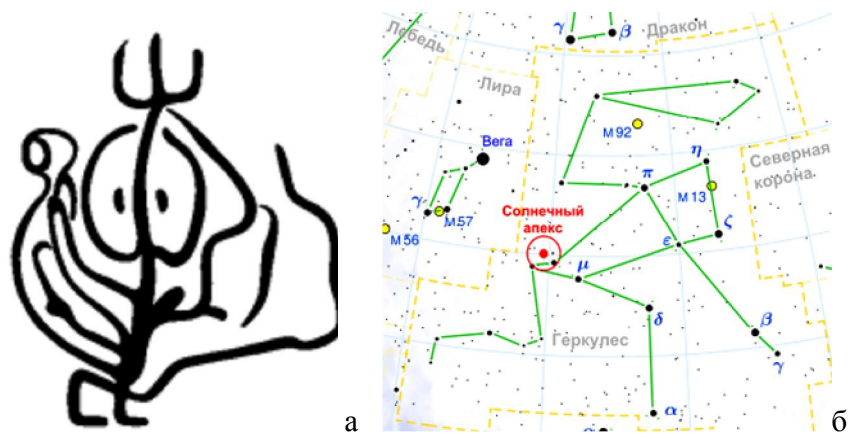 γ
β
Дракон
Лебедь
Лира
M 92
Вега
η
Северная
корона
π
M 13
γ
M 57
Солнечный
апекс
ζ
M 56
ε
μ
δ
β
Геркулес
γ
α
а
б